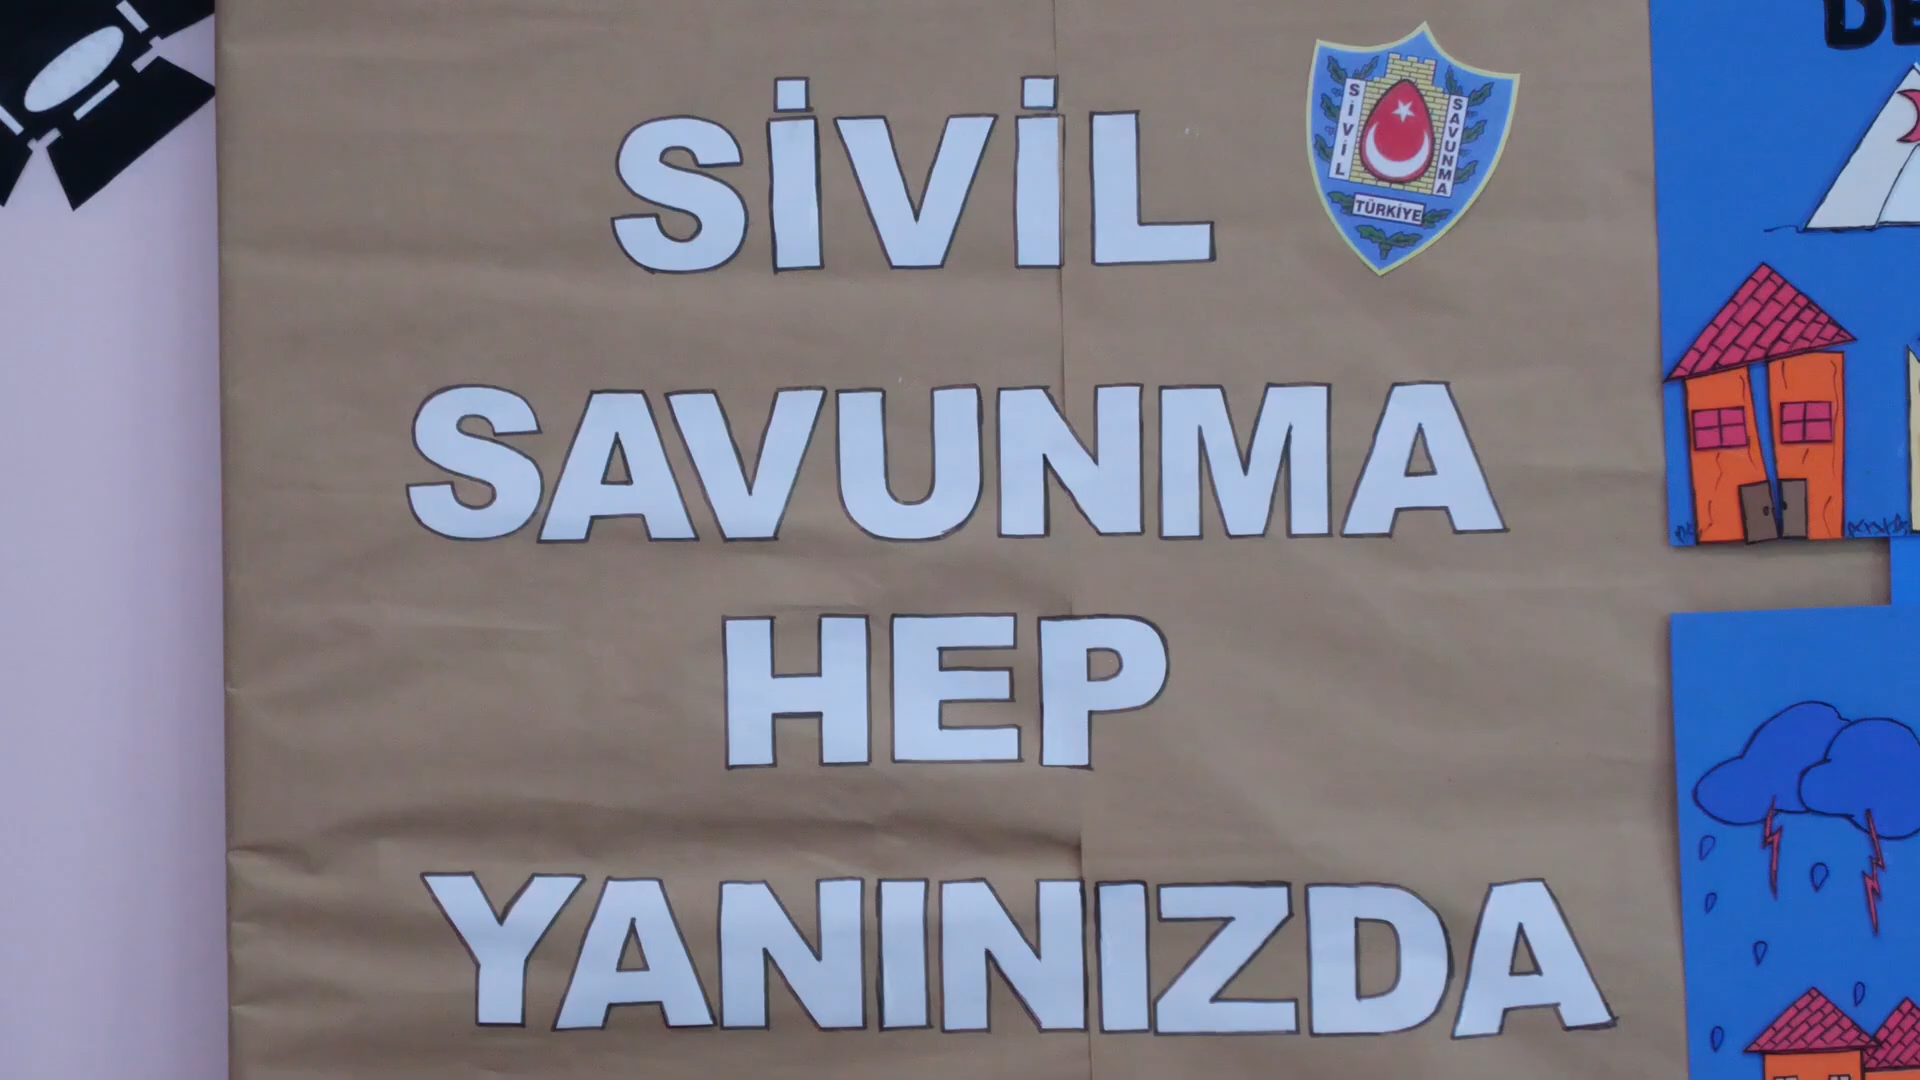 SİVİL
SİVİL
SAVUNMA
TÜRKİYE
SAVUNMA
HEP
YANINIZDA